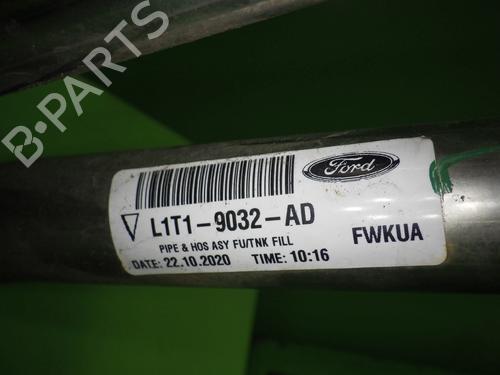 B-PARTS
Ford
L1T1-9032-AD
PIPE & HOS ASY FU/TNK FILL
FWKUA
DATE: 22.10.2020 TIME: 10:16